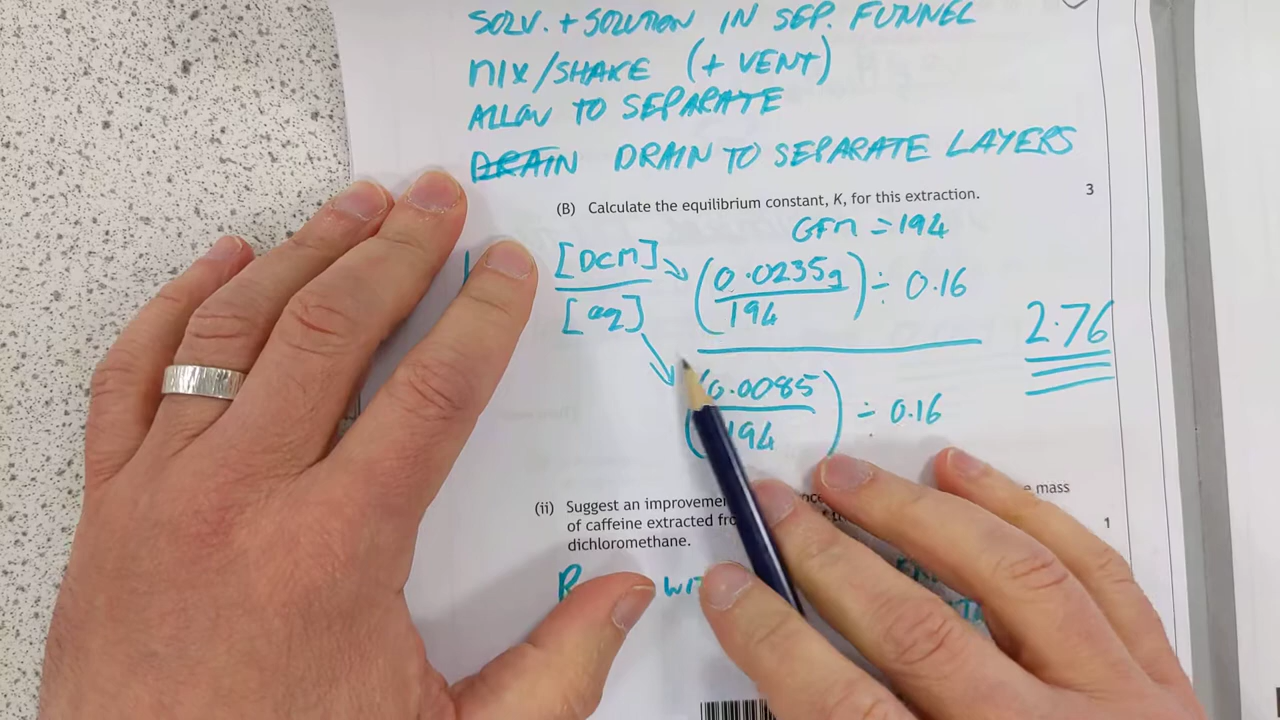 SOLV. + SOLUTION IN SEP. FUNNEL
MIX/SHAKE (+ VENT)
ALLOW TO SEPARATE
DRAIN DRAIN TO SEPARATE LAYERS
(B) Calculate the equilibrium constant, K, for this extraction. 3
GFM = 194
[DCM] (0.0235g / 194) ÷ 0.16
[aq] (0.0085 / 194) ÷ 0.16
2.76
(ii) Suggest an mass
of caffeine extracted
dichloromethane. 1